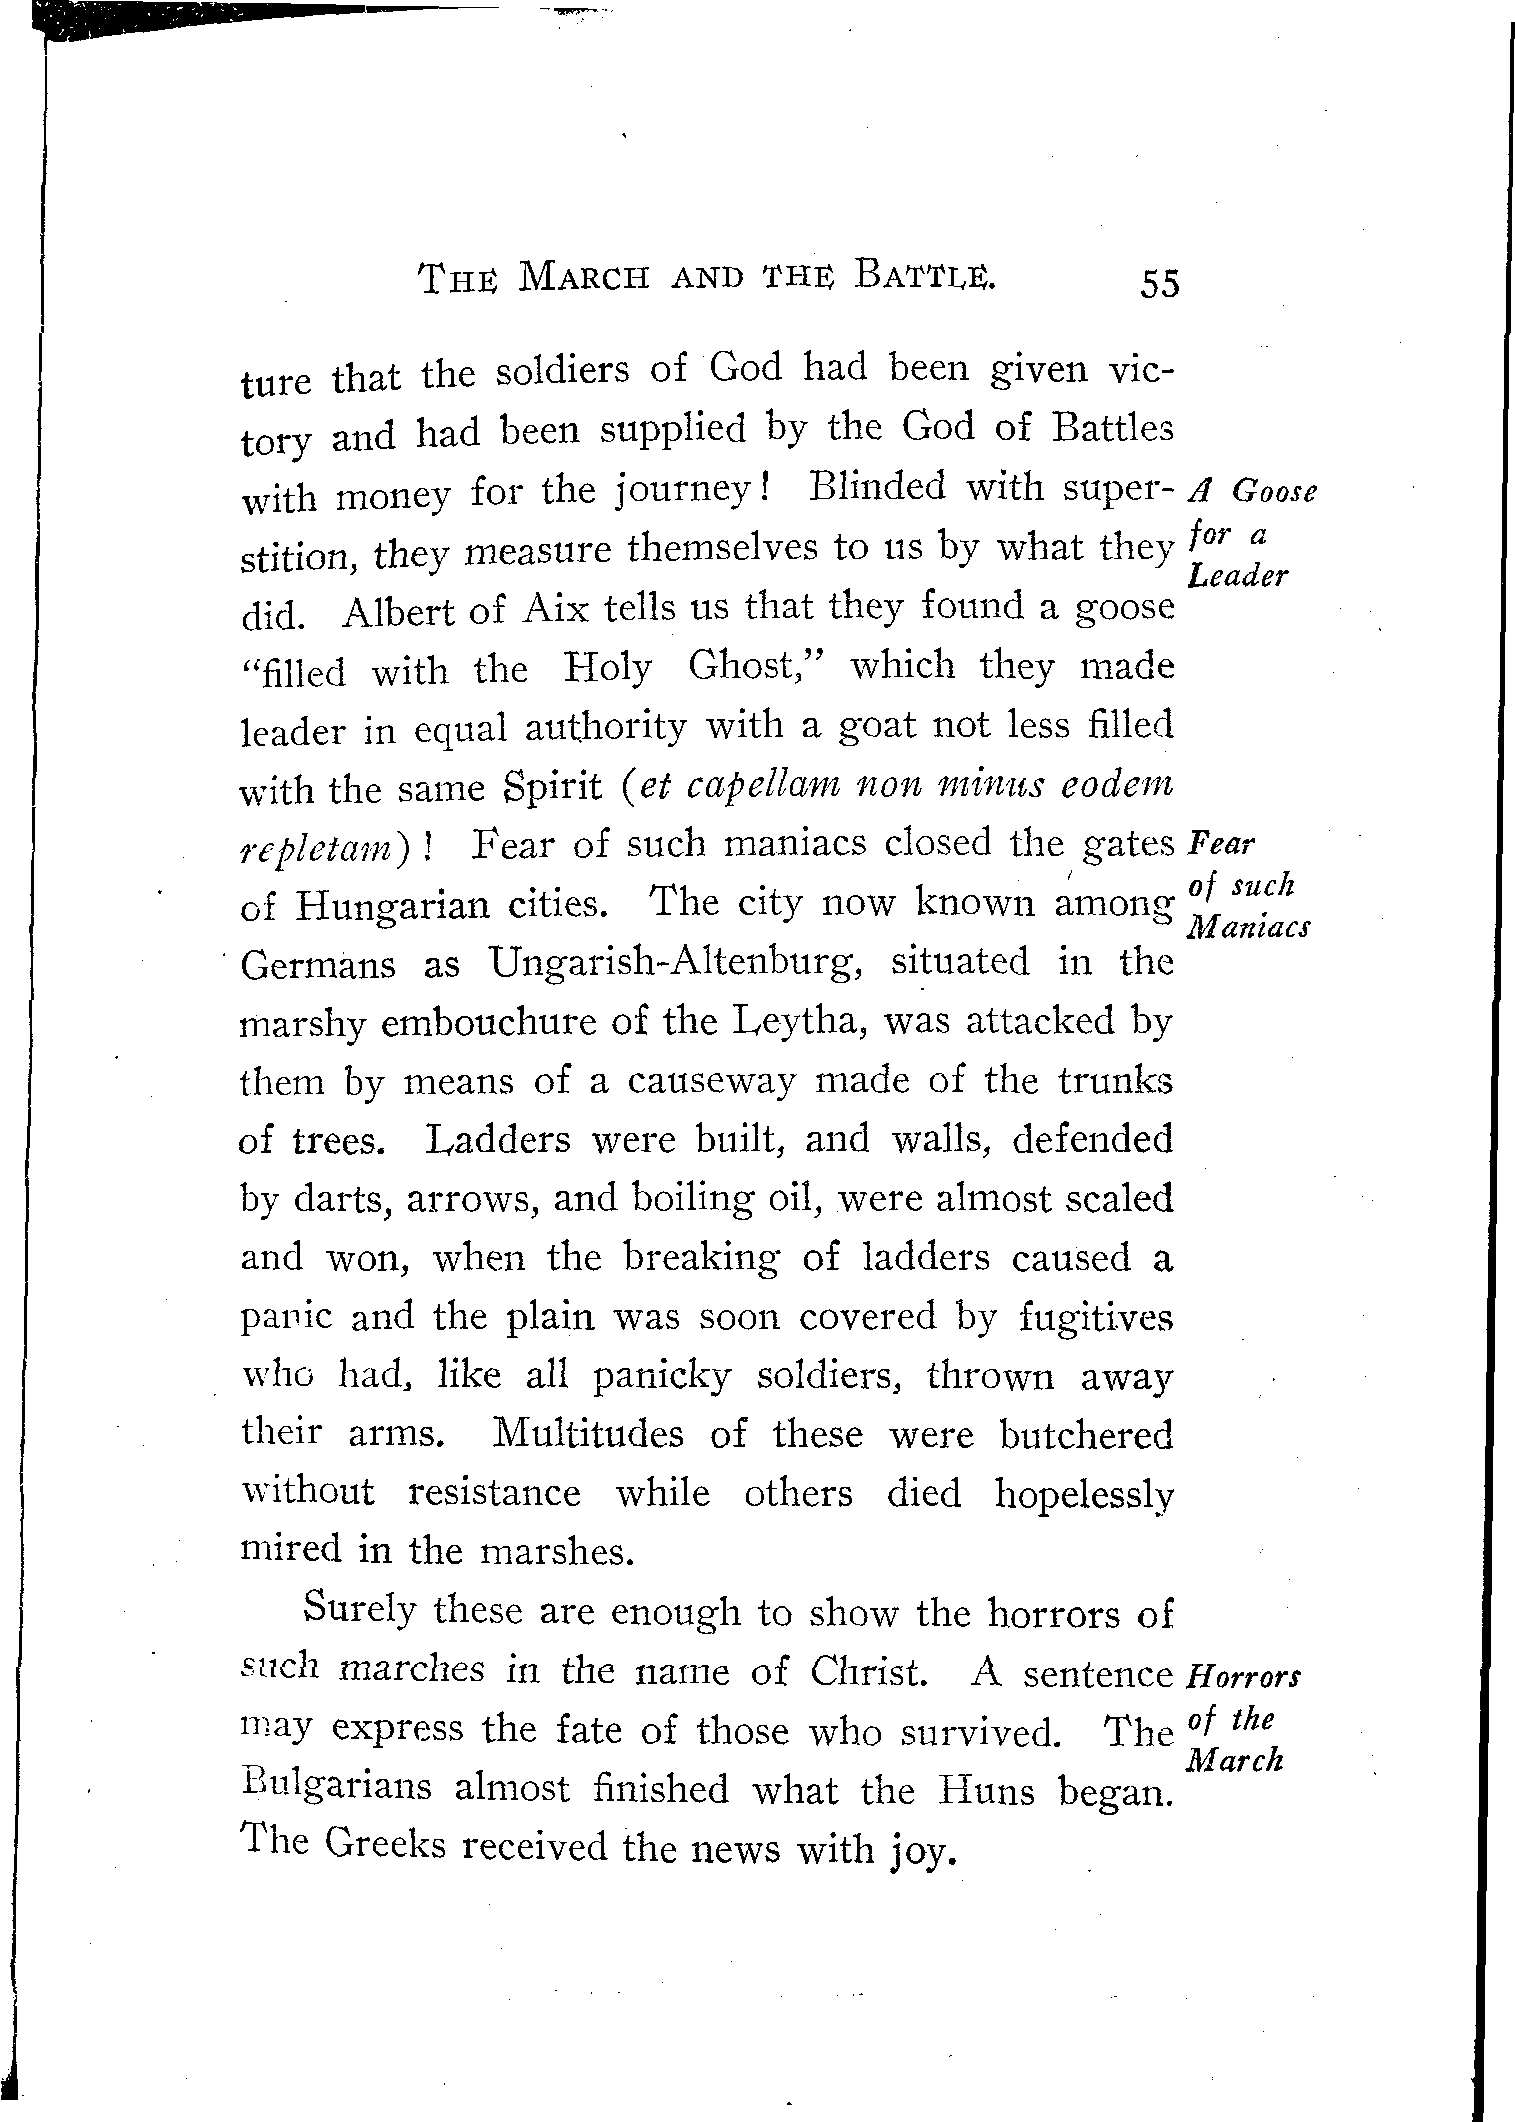 THE MARCH AND THE BATTLE. 55
ture that the soldiers of God had been given vic-
tory and had been supplied by the God of Battles
with money for the journey! Blinded with super-
stition, they measure themselves to us by what they
did. Albert of Aix tells us that they found a goose
"filled with the Holy Ghost," which they made
leader in equal authority with a goat not less filled
with the same Spirit (et capellam non minus eodem
repletam)! Fear of such maniacs closed the gates
of Hungarian cities. The city now known among
Germans as Ungarish-Altenburg, situated in the
marshy embouchure of the Leytha, was attacked by
them by means of a causeway made of the trunks
of trees. Ladders were built, and walls, defended
by darts, arrows, and boiling oil, were almost scaled
and won, when the breaking of ladders caused a
panic and the plain was soon covered by fugitives
who had, like all panicky soldiers, thrown away
their arms. Multitudes of these were butchered
without resistance while others died hopelessly
mired in the marshes.
Surely these are enough to show the horrors of
such marches in the name of Christ. A sentence
may express the fate of those who survived. The
Bulgarians almost finished what the Huns began.
The Greeks received the news with joy.
A Goose
for a
Leader
Fear
of such
Maniacs
Horrors
of the
March